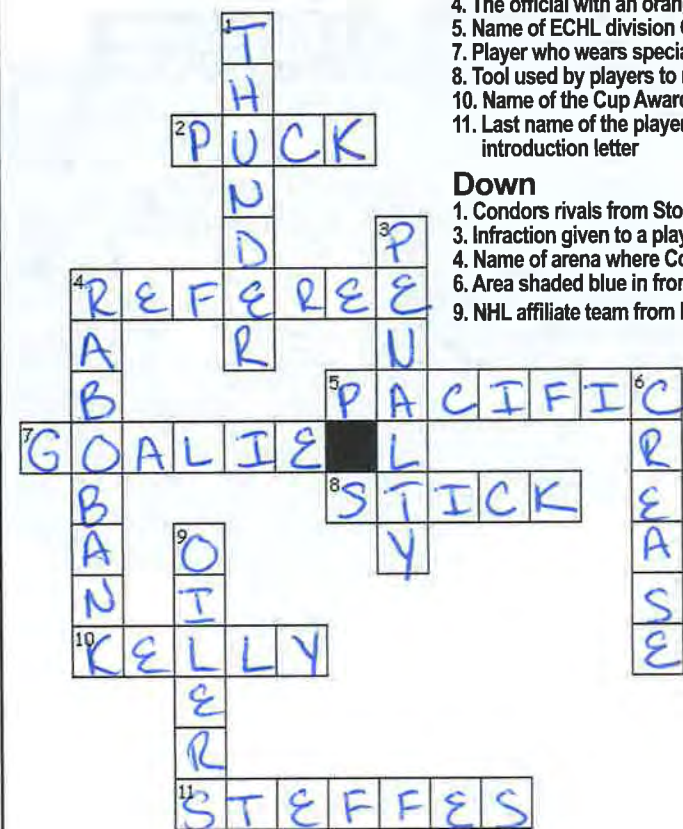 4. The official with an oran
5. Name of ECHL division
7. Player who wears specia
8. Tool used by players to
10. Name of the Cup Award
11. Last name of the player
introduction letter
Down
1. Condors rivals from Sto
3. Infraction given to a play
4. Name of arena where Co
6. Area shaded blue in fron
9. NHL affiliate team from
1 THUNDER
2 PUCK
3 PENALTY
4 REFEREE
4 RABOBANK
5 PACIFIC
6 CREASE
7 GOALIE
8 STICK
9 OILERS
10 KELLY
11 STEFFES